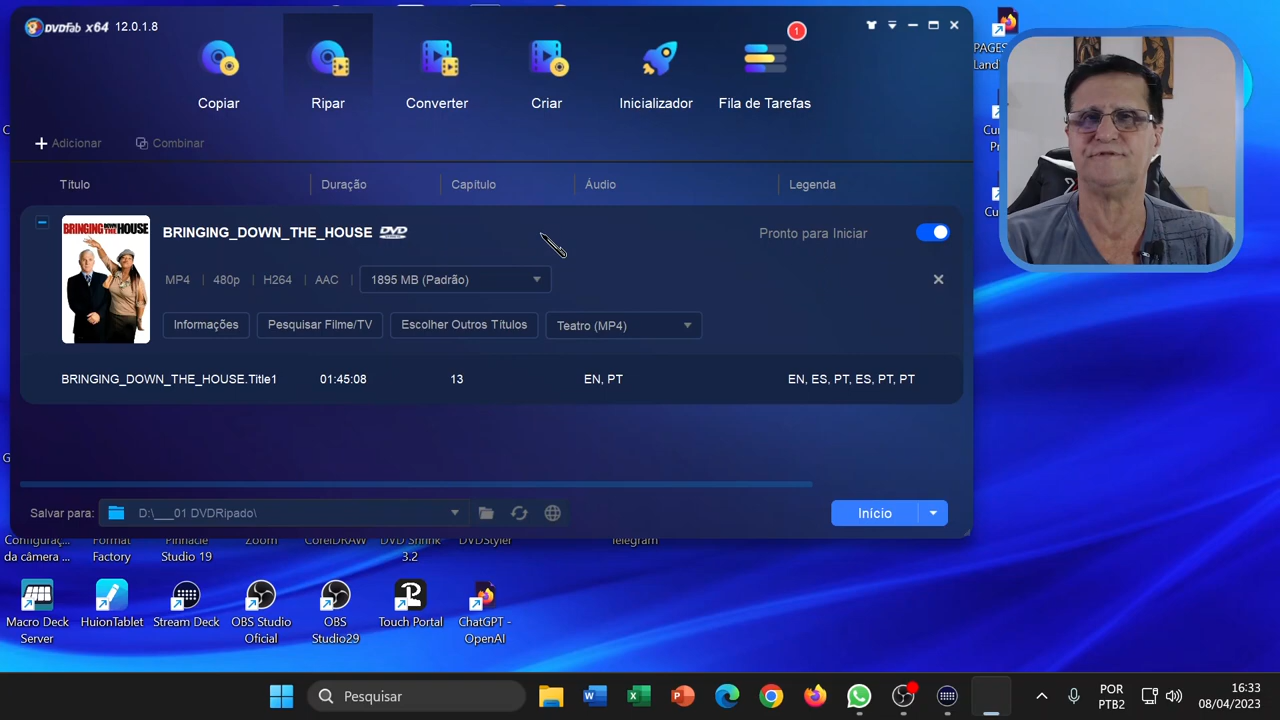 DVDFab x64 12.0.1.8
1
Copiar
Ripar
Converter
Criar
Inicializador
Fila de Tarefas
Adicionar
Combinar
Título
Duração
Capítulo
Áudio
Legenda
BRINGING DOWN THE HOUSE
BRINGING_DOWN_THE_HOUSE DVD
Pronto para Iniciar
MP4
480p
H264
AAC
1895 MB (Padrão)
Informações
Pesquisar Filme/TV
Escolher Outros Títulos
Teatro (MP4)
BRINGING_DOWN_THE_HOUSE.Title1
01:45:08
13
EN, PT
EN, ES, PT, ES, PT, PT
Salvar para:
D:\___01 DVDRipado\
Início
PAGES
Configuraç...
da câmera ...
Format
Factory
Pinnacle
Studio 19
Zoom
CorelDRAW
DVD Shrink
3.2
DVDStyler
Telegram
Macro Deck
Server
HuionTablet
Stream Deck
OBS Studio
Oficial
OBS
Studio29
Touch Portal
ChatGPT -
OpenAI
Pesquisar
POR
PTB2
16:33
08/04/2023